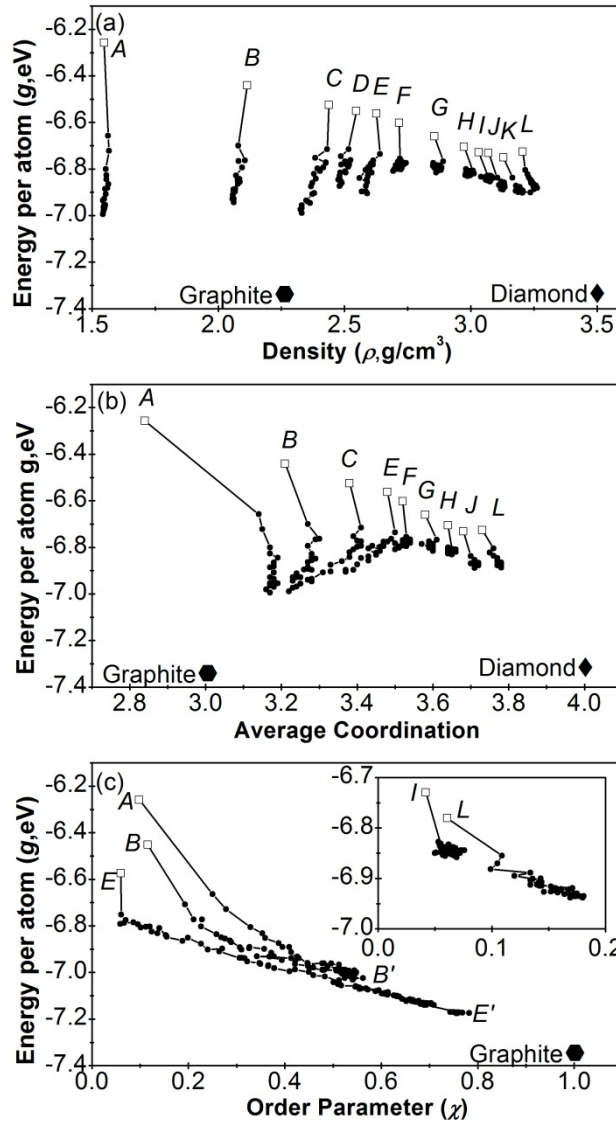 (a)
A
B
C
D
E
F
G
H
I
J
K
L
-6.2
-6.4
-6.6
-6.8
-7.0
-7.2
-7.4
Energy per atom (g,eV)
Graphite
Diamond
1.5 2.0 2.5 3.0 3.5
Density (ρ,g/cm³)
(b)
A
B
C
E
F
G
H
J
L
-6.2
-6.4
-6.6
-6.8
-7.0
-7.2
-7.4
Energy per atom g,eV
Graphite
Diamond
2.8 3.0 3.2 3.4 3.6 3.8 4.0
Average Coordination
(c)
A
B
E
B'
E'
-6.2
-6.4
-6.6
-6.8
-7.0
-7.2
-7.4
Energy per atom (g,eV)
-6.7
-6.8
-6.9
-7.0
I
L
0.0 0.1 0.2
Graphite
0.0 0.2 0.4 0.6 0.8 1.0
Order Parameter (χ)